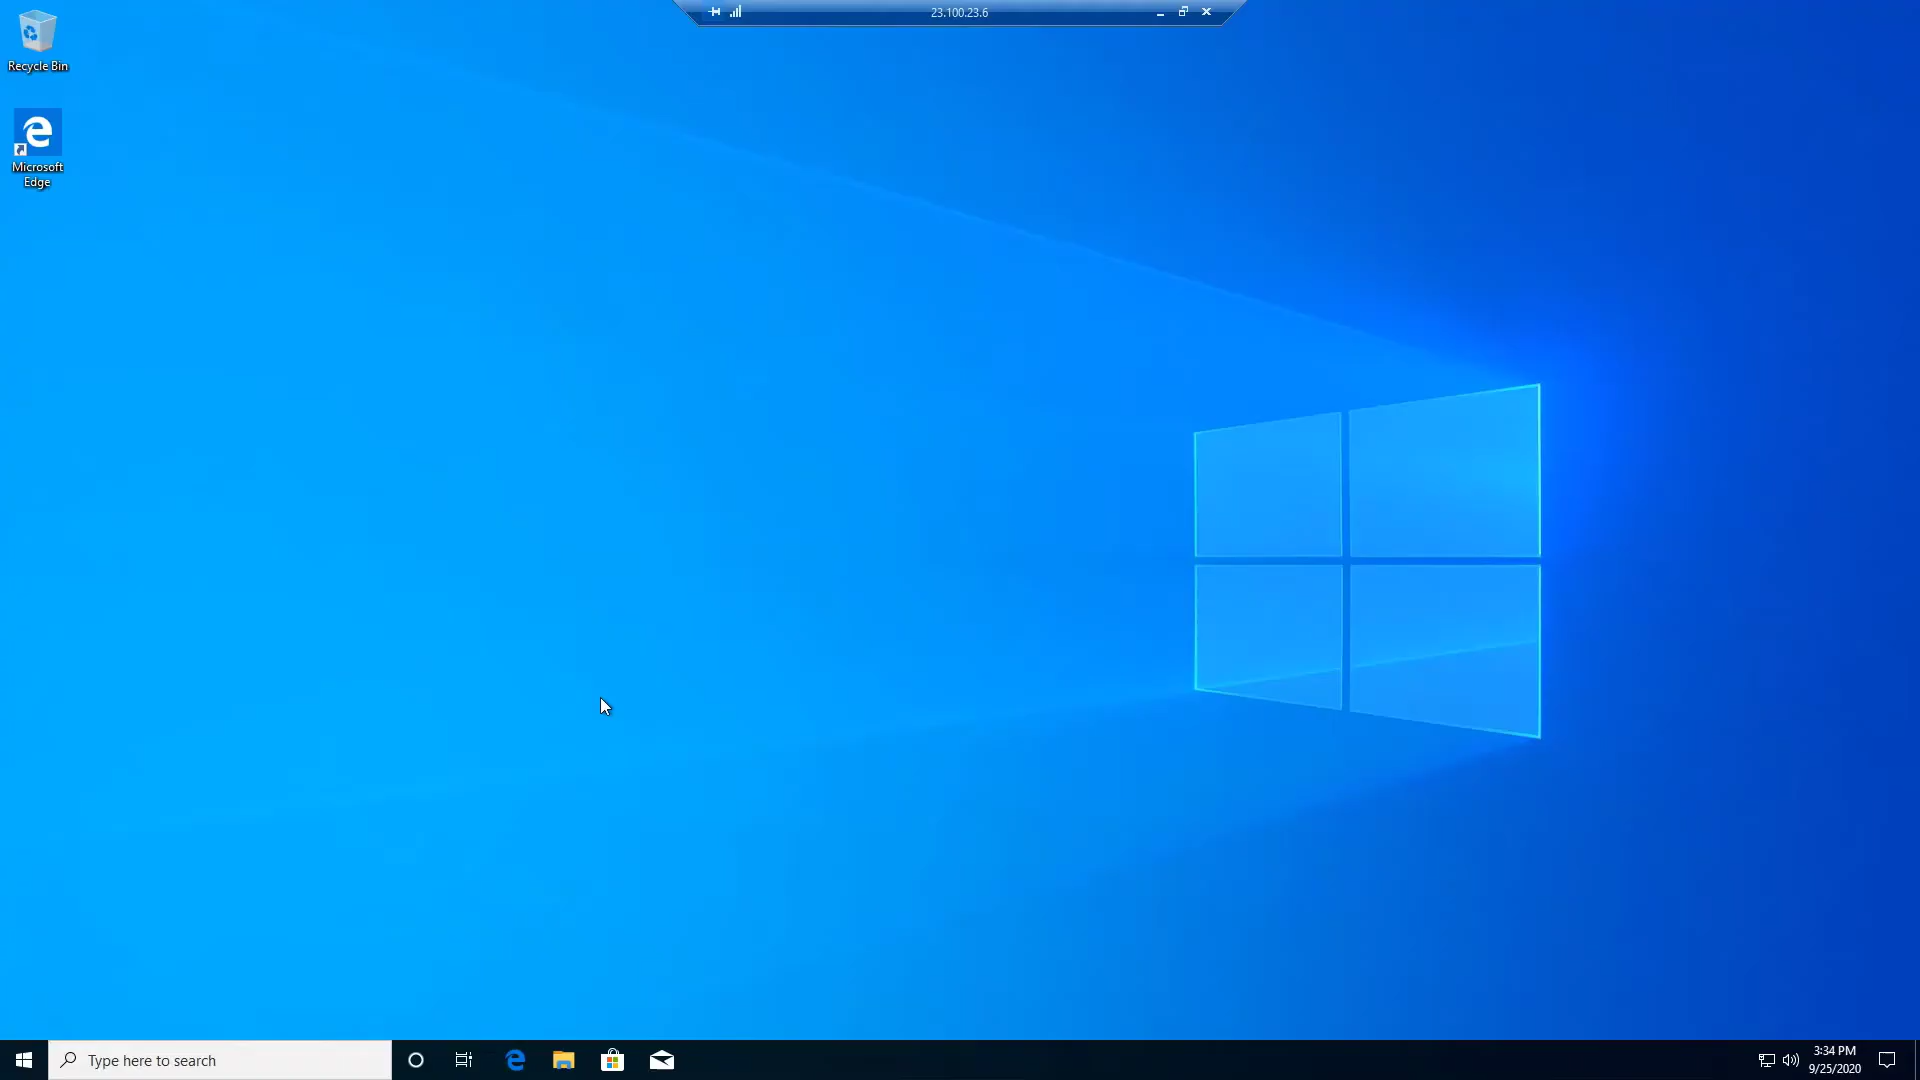 23.100.23.6
Recycle Bin
Microsoft
Edge
Type here to search
3:34 PM
9/25/2020